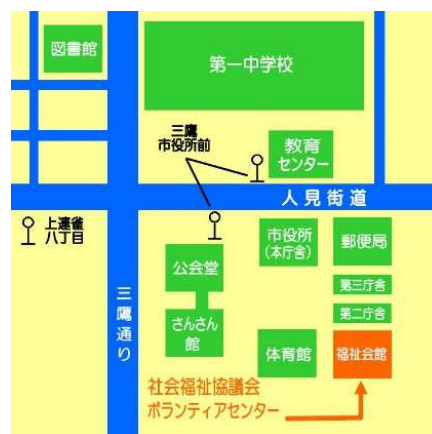 図書館
第一中学校
三鷹
市役所前
教育
センター
人見街道
上連雀
八丁目
公会堂
市役所
(本庁舎)
郵便局
第三庁舎
第二庁舎
三鷹通り
さんさん
館
体育館
福祉会館
社会福祉協議会
ボランティアセンター